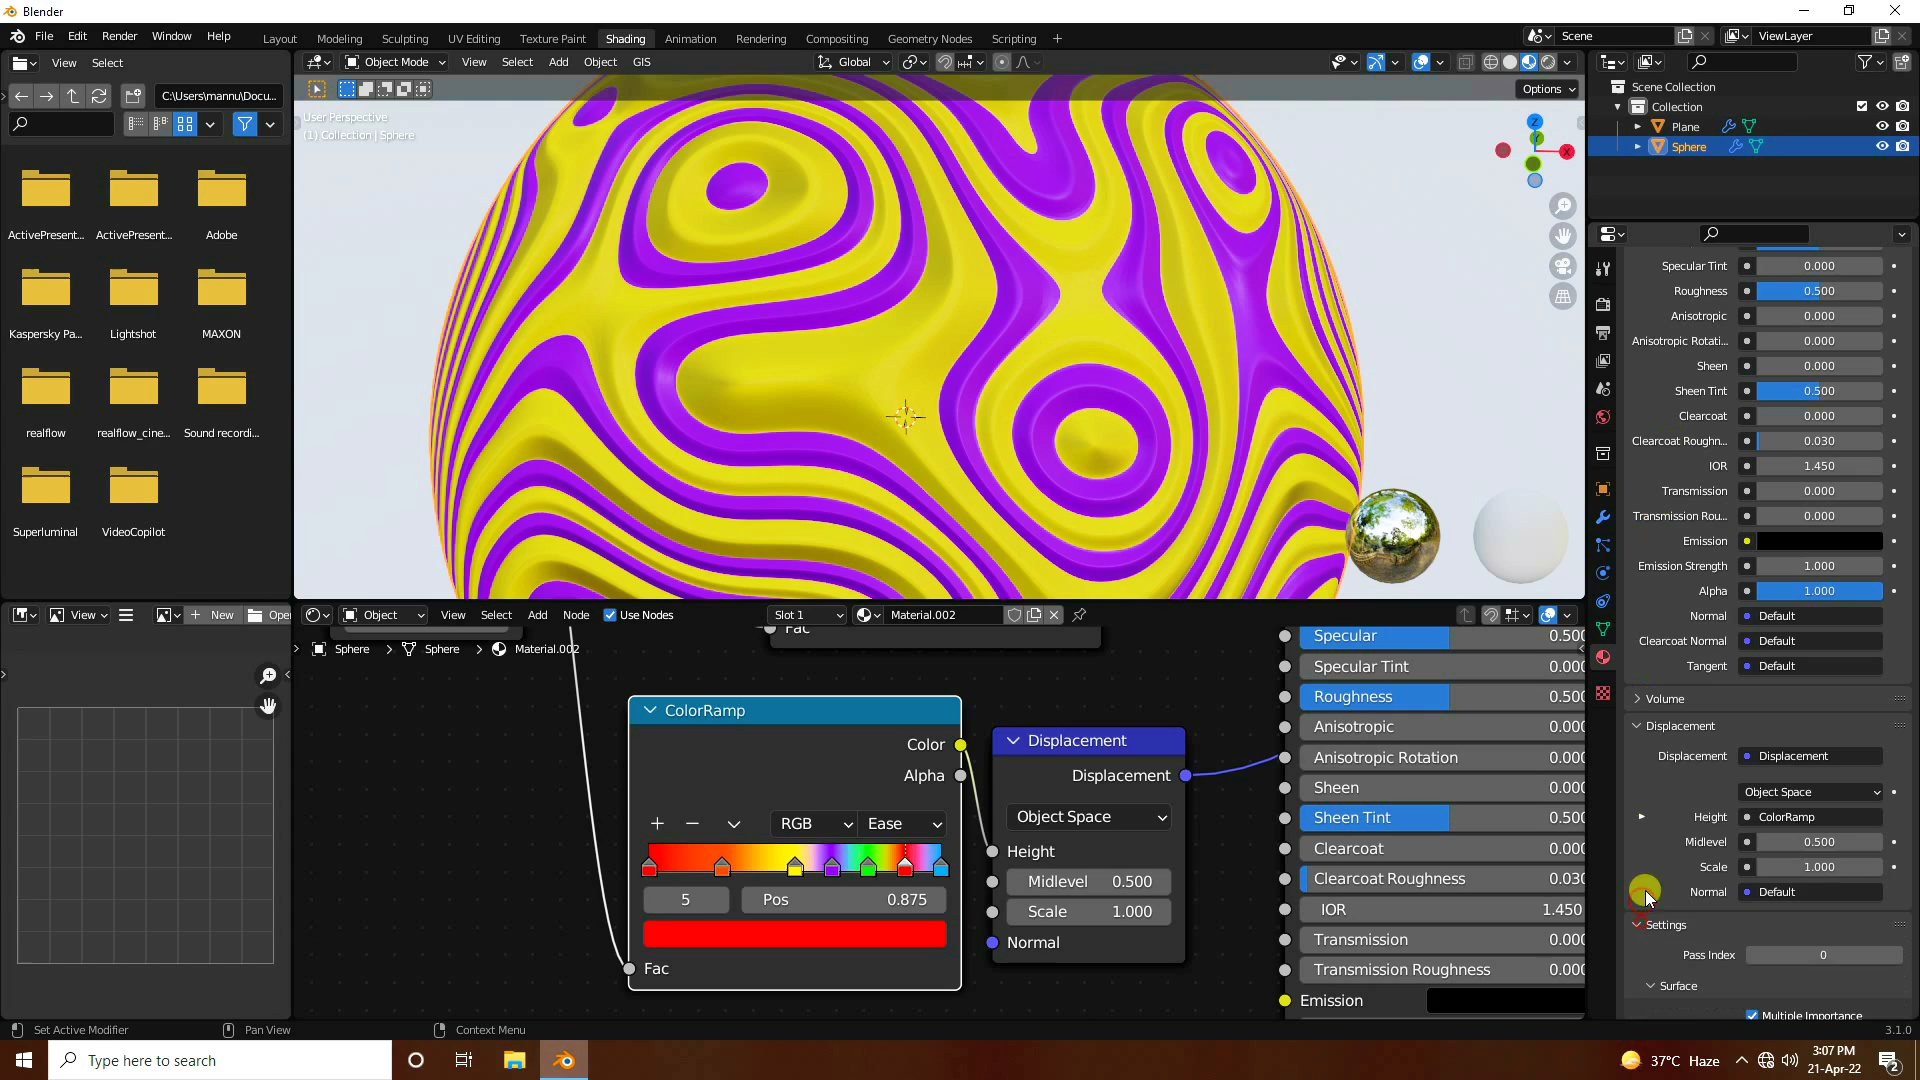 Blender
File Edit Render Window Help
Layout Modeling Sculpting UV Editing Texture Paint Shading Animation Rendering Compositing Geometry Nodes Scripting +
Scene
ViewLayer
View Select
Object Mode View Select Add Object GIS
Global
C:\Users\mannu\Docu...
Options
User Perspective
(1) Collection | Sphere
Z
Y
X
ActivePresent... ActivePresent... Adobe
Kaspersky Pa... Lightshot MAXON
realflow realflow_cine... Sound recordi...
Superluminal VideoCopilot
Scene Collection
Collection
Plane
Sphere
Specular Tint 0.000
Roughness 0.500
Anisotropic 0.000
Anisotropic Rotati... 0.000
Sheen 0.000
Sheen Tint 0.500
Clearcoat 0.000
Clearcoat Roughn... 0.030
IOR 1.450
Transmission 0.000
Transmission Rou... 0.000
Emission
Emission Strength 1.000
Alpha 1.000
Normal Default
Clearcoat Normal Default
Tangent Default
Volume
Displacement
Displacement Displacement
Object Space
Height ColorRamp
Midlevel 0.500
Scale 1.000
Normal Default
Settings
Pass Index 0
Surface
Multiple Importance
View + New Open
Object View Select Add Node Use Nodes Slot 1 Material.002
Sphere > Sphere > Material.002
Fac
ColorRamp
Color
Alpha
+ − RGB Ease
5 Pos 0.875
Fac
Displacement
Displacement
Object Space
Height
Midlevel 0.500
Scale 1.000
Normal
Specular 0.500
Specular Tint 0.000
Roughness 0.500
Anisotropic 0.000
Anisotropic Rotation 0.000
Sheen 0.000
Sheen Tint 0.500
Clearcoat 0.000
Clearcoat Roughness 0.030
IOR 1.450
Transmission 0.000
Transmission Roughness 0.000
Emission
Set Active Modifier Pan View Context Menu
3.1.0
Type here to search
37°C Haze
3:07 PM
21-Apr-22
2